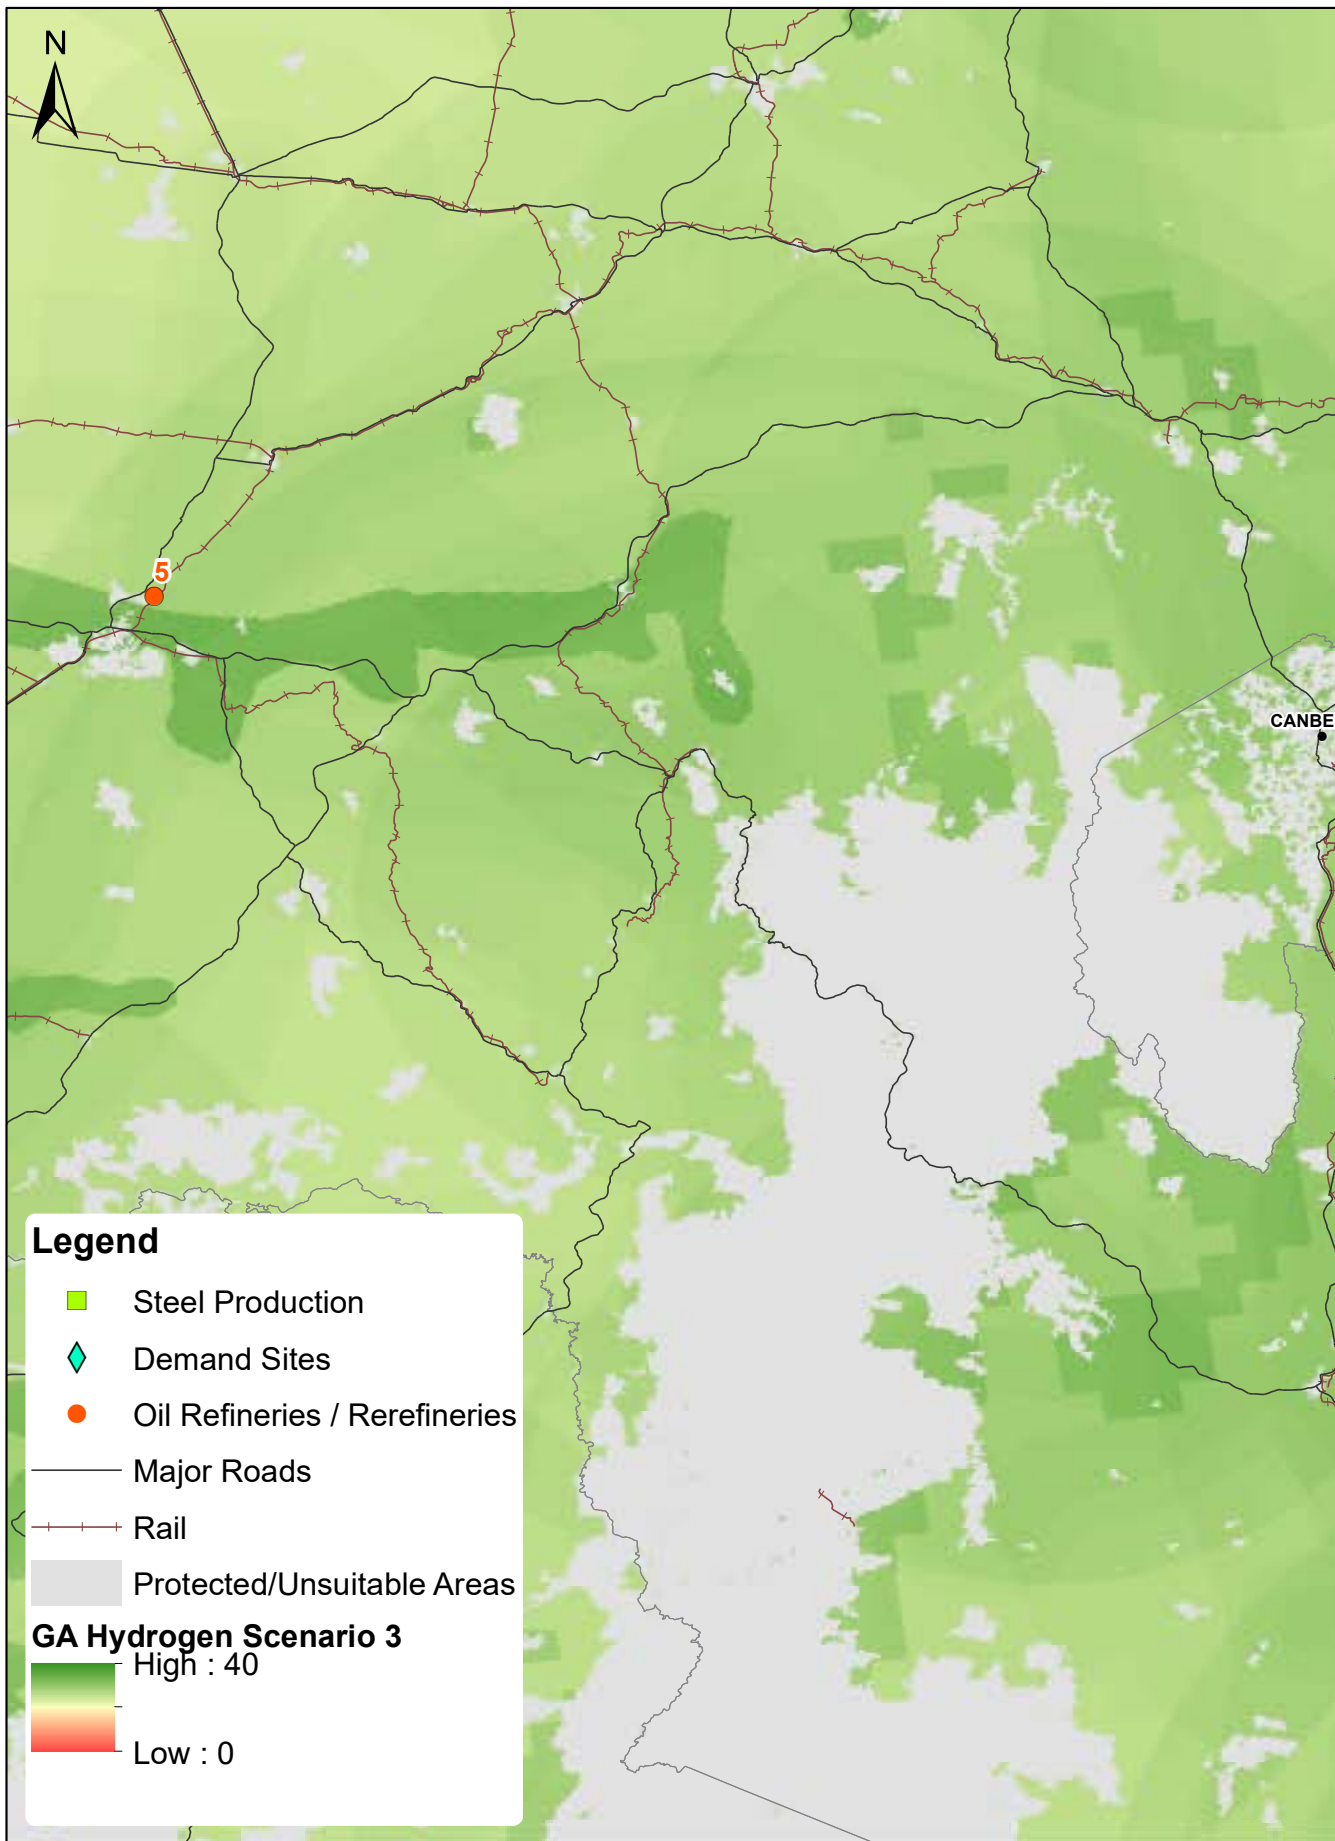 N
5
CANBE
Legend
Steel Production
Demand Sites
Oil Refineries / Rerefineries
Major Roads
Rail
Protected/Unsuitable Areas
GA Hydrogen Scenario 3
High : 40
Low : 0